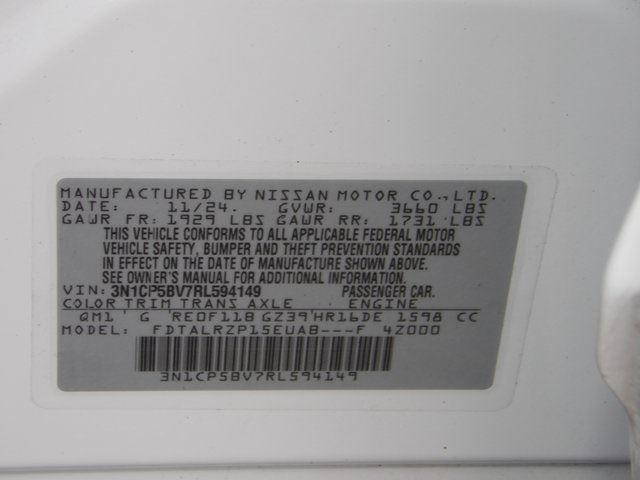 MANUFACTURED BY NISSAN MOTOR CO.,LTD.
DATE: 11/24. GVWR: 3660 LBS
GAWR FR: 1929 LBS GAWR RR: 1731 LBS
THIS VEHICLE CONFORMS TO ALL APPLICABLE FEDERAL MOTOR
VEHICLE SAFETY, BUMPER AND THEFT PREVENTION STANDARDS
IN EFFECT ON THE DATE OF MANUFACTURE SHOWN ABOVE.
SEE OWNER'S MANUAL FOR ADDITIONAL INFORMATION.
VIN: 3N1CP5BV7RL594149 PASSENGER CAR.
COLOR TRIM TRANS AXLE ENGINE
QM1 G RE0F11B GZ39 HR16DE 1598 CC
FDTALRZP15EUAB---F 4Z000
3N1CP5BV7RL594149